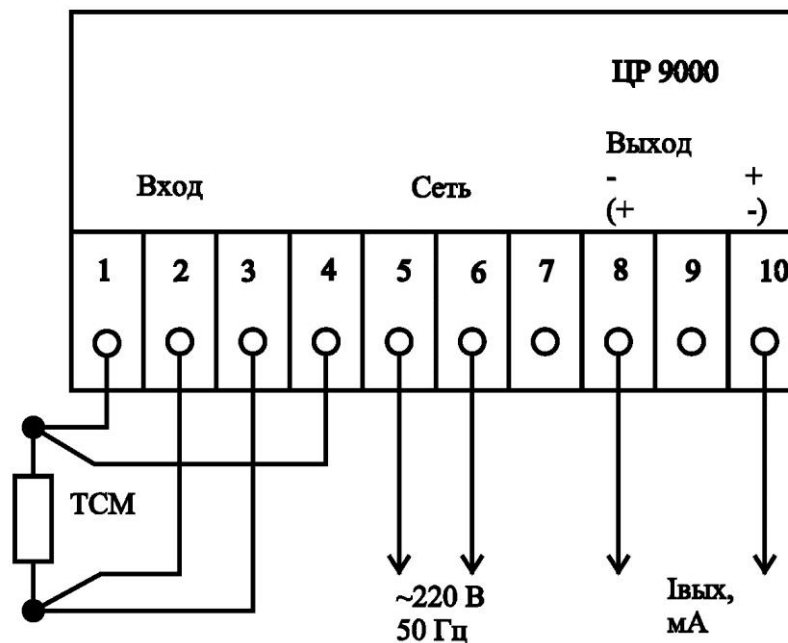 ЦР 9000
Выход
Вход
Сеть
- +
(+ -)
1 2 3 4 5 6 7 8 9 10
ТСМ
~220 В
50 Гц
Iвых,
мА